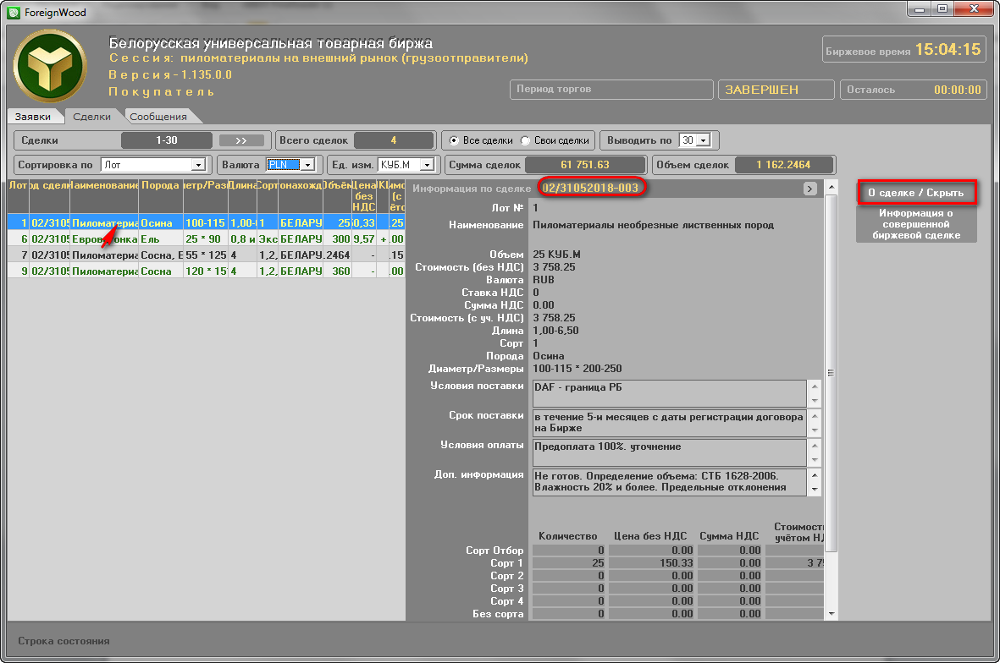 ForeignWood
Белорусская универсальная товарная биржа
Сессия: пиломатериалы на внешний рынок (грузоотправители)
Версия - 1.135.0.0
Покупатель
Биржевое время 15:04:15
Период торгов ЗАВЕРШЕН Осталось 00:00:00
Заявки Сделки Сообщения
Сделки 1-30 >> Всего сделок 4 Все сделки Свои сделки Выводить по 30
Сортировка по Лот Валюта PLN Ед. изм. КУБ.М Сумма сделок 61 751.63 Объем сделок 1 162.2464
Лот од сделк Наименование Порода метр/Раз Длина Сорт онахожд Объём Цена без НДС
1 02/3105 Пиломатериа Осина 100-115 1,00- 1 БЕЛАРУ 25 0,33 .25
6 02/3105 Евровагонка Ель 25 * 90 0,8 и Экс БЕЛАРУ 300 9,57 + .00
7 02/3105 Пиломатериа Сосна, Е 55 * 125 4 1,2, БЕЛАРУ .2464 - .15
9 02/3105 Пиломатериа Сосна 120 * 15 4 1,2, БЕЛАРУ 360 - .00
Информация по сделке 02/31052018-003 >
Лот № 1
Наименование Пиломатериалы необрезные лиственных пород
Объем 25 КУБ.М
Стоимость (без НДС) 3 758.25
Валюта RUB
Ставка НДС 0
Сумма НДС 0.00
Стоимость (с уч. НДС) 3 758.25
Длина 1,00-6,50
Сорт 1
Порода Осина
Диаметр/Размеры 100-115 * 200-250
Условия поставки DAF - граница РБ
Срок поставки в течение 5-и месяцев с даты регистрации договора
на Бирже
Условия оплаты Предоплата 100%. уточнение
Доп. информация Не готов. Определение объема: СТБ 1628-2006.
Влажность 20% и более. Предельные отклонения
Количество Цена без НДС Сумма НДС Стоимост учётом НД
Сорт Отбор 0 0.00 0.00
Сорт 1 25 150.33 0.00 3 75
Сорт 2 0 0.00 0.00
Сорт 3 0 0.00 0.00
Сорт 4 0 0.00 0.00
Без сорта 0 0.00 0.00
О сделке / Скрыть
Информация о
совершенной
биржевой сделке
Строка состояния